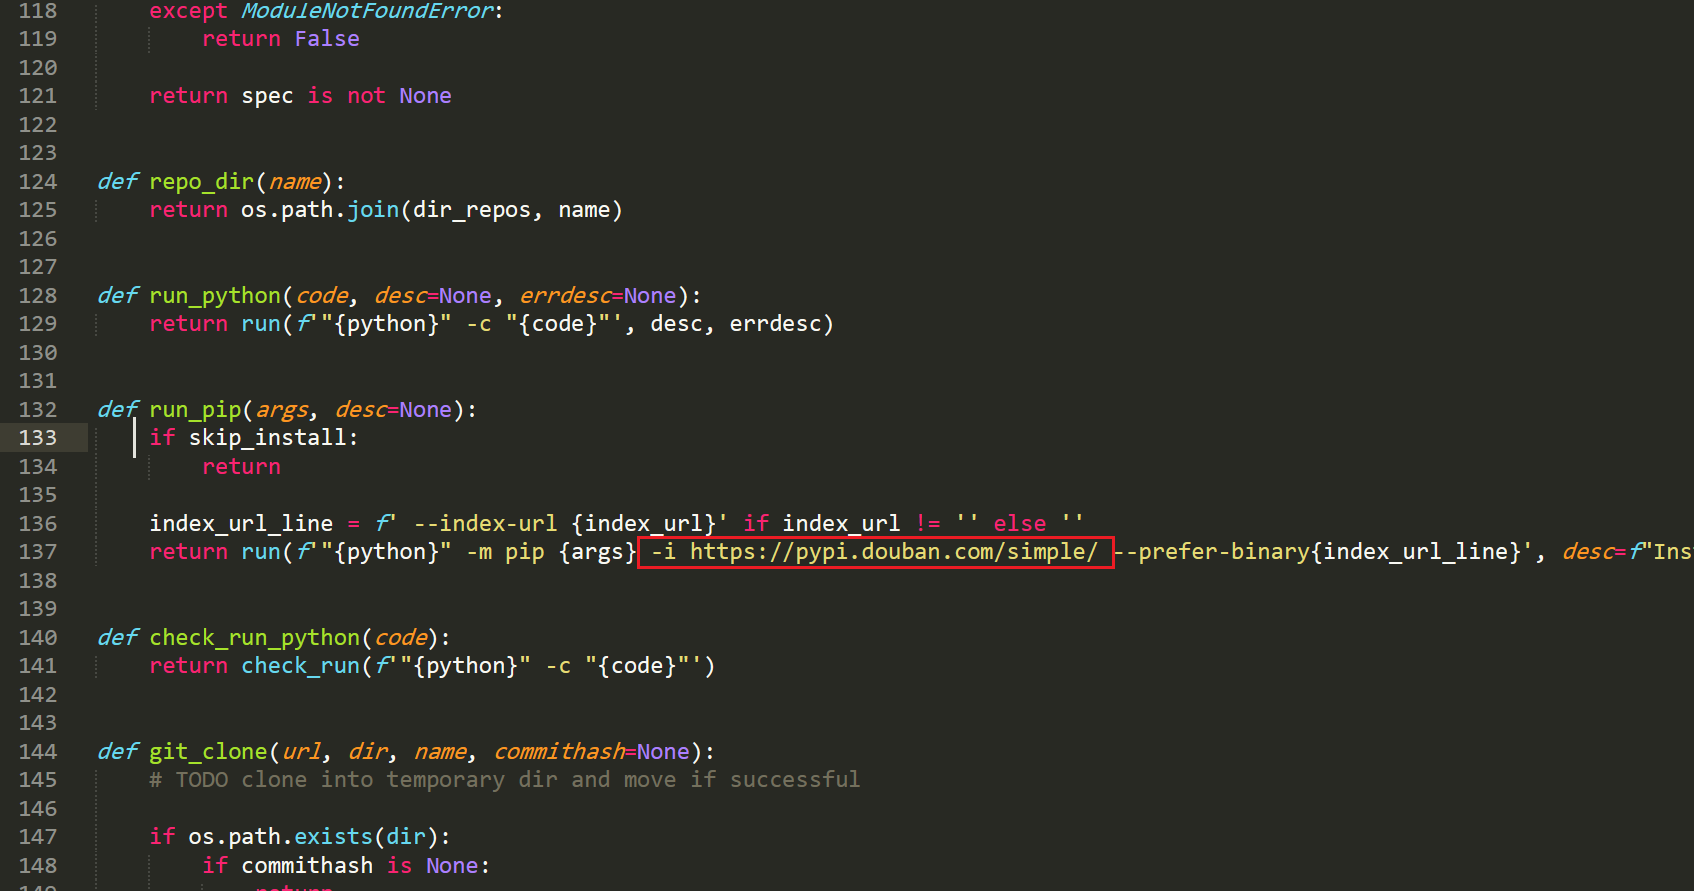 118 except ModuleNotFoundError:
119 return False
120
121 return spec is not None
122
123
124 def repo_dir(name):
125 return os.path.join(dir_repos, name)
126
127
128 def run_python(code, desc=None, errdesc=None):
129 return run(f'"{python}" -c "{code}"', desc, errdesc)
130
131
132 def run_pip(args, desc=None):
133 if skip_install:
134 return
135
136 index_url_line = f' --index-url {index_url}' if index_url != '' else ''
137 return run(f'"{python}" -m pip {args} -i https://pypi.douban.com/simple/ --prefer-binary{index_url_line}', desc=f"Ins
138
139
140 def check_run_python(code):
141 return check_run(f'"{python}" -c "{code}"')
142
143
144 def git_clone(url, dir, name, commithash=None):
145 # TODO clone into temporary dir and move if successful
146
147 if os.path.exists(dir):
148 if commithash is None:
149 return